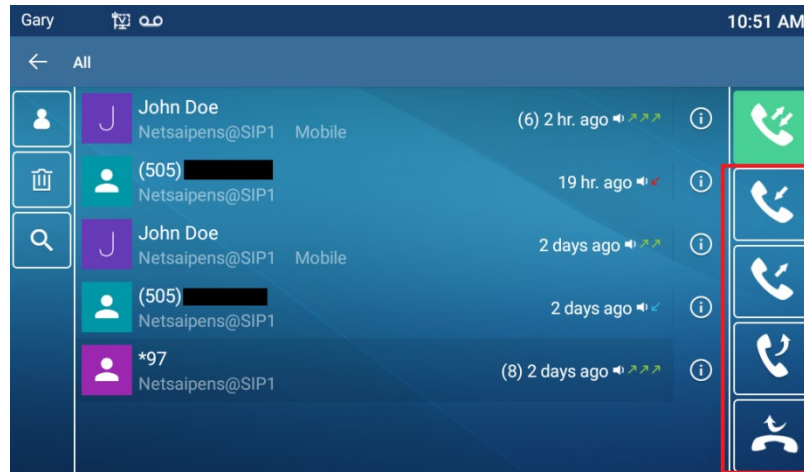 Gary 10:51 AM
All
John Doe
Netsaipens@SIP1 Mobile
(6) 2 hr. ago
(505)
Netsaipens@SIP1
19 hr. ago
John Doe
Netsaipens@SIP1 Mobile
2 days ago
(505)
Netsaipens@SIP1
2 days ago
*97
Netsaipens@SIP1
(8) 2 days ago